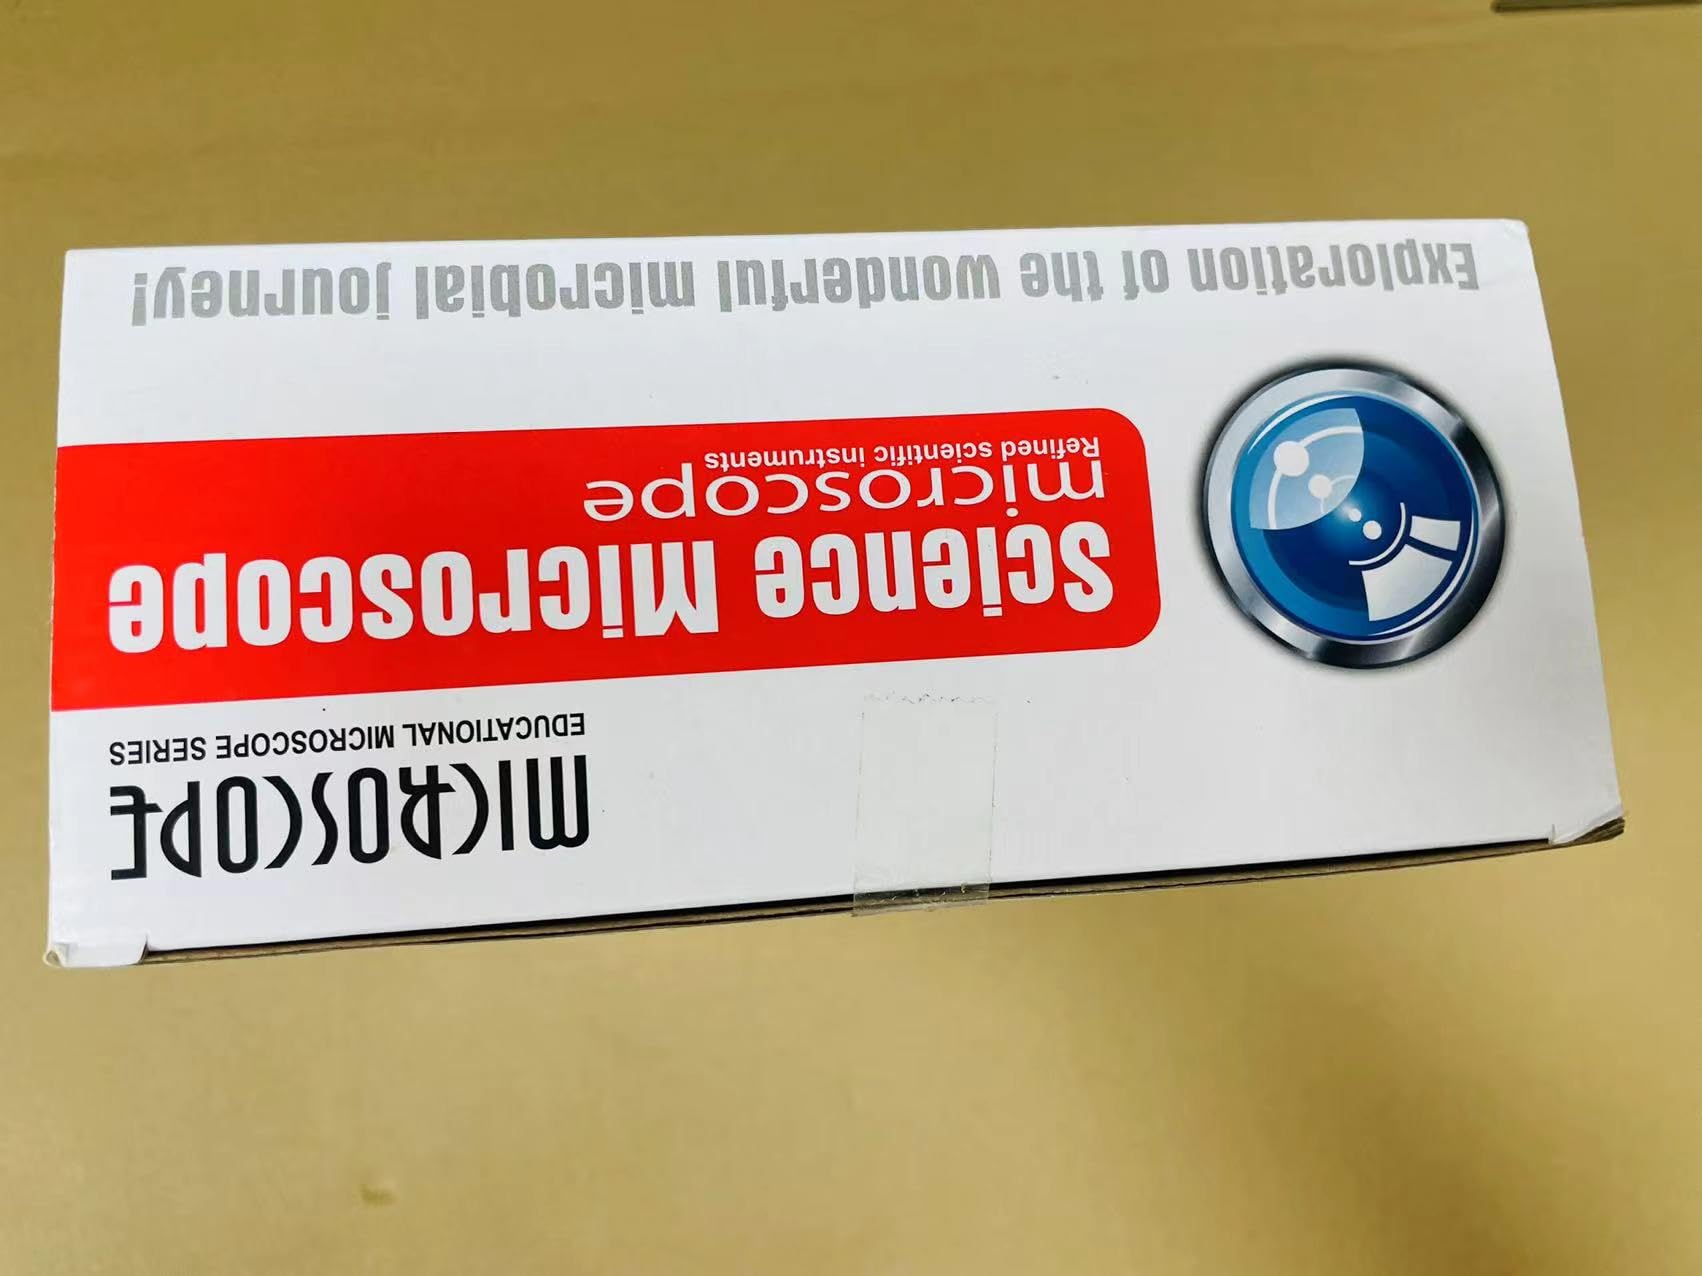 MICROSCOPE
EDUCATIONAL MICROSCOPE SERIES
Science Microscope
microscope
Refined scientific instruments
Exploration of the wonderful microbial journey!